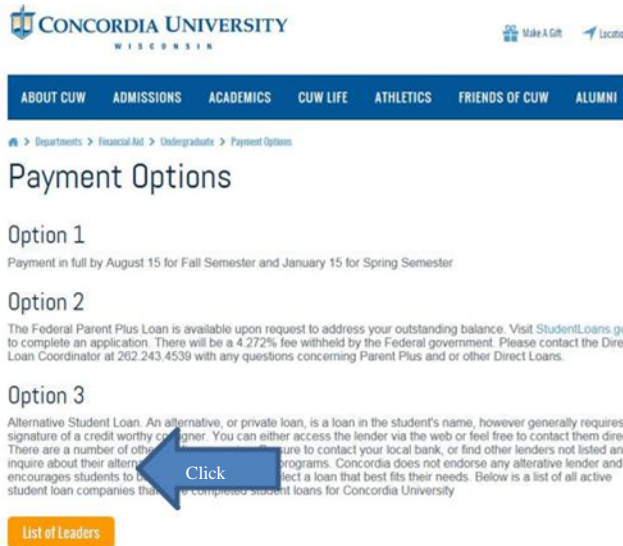 CONCORDIA UNIVERSITY
WISCONSIN
Make A Gift
ABOUT CUW ADMISSIONS ACADEMICS CUW LIFE ATHLETICS FRIENDS OF CUW ALUMNI
> Departments > Financial Aid > Undergraduate > Payment Options
Payment Options
Option 1
Payment in full by August 15 for Fall Semester and January 15 for Spring Semester
Option 2
The Federal Parent Plus Loan is available upon request to address your outstanding balance. Visit StudentLoans.go
to complete an application. There will be a 4.272% fee withheld by the Federal government. Please contact the Dire
Loan Coordinator at 262.243.4539 with any questions concerning Parent Plus and or other Direct Loans.
Option 3
Alternative Student Loan. An alternative, or private loan, is a loan in the student's name, however generally requires
signature of a credit worthy You can either access the lender via the web or feel free to contact them dire
There are a number of sure to contact your local bank, or find other lenders not listed an
inquire about their programs. Concordia does not endorse any alterative lender and
encourages students to Click a loan that best fits their needs. Below is a list of all active
student loan companies completed student loans for Concordia University
List of Leaders